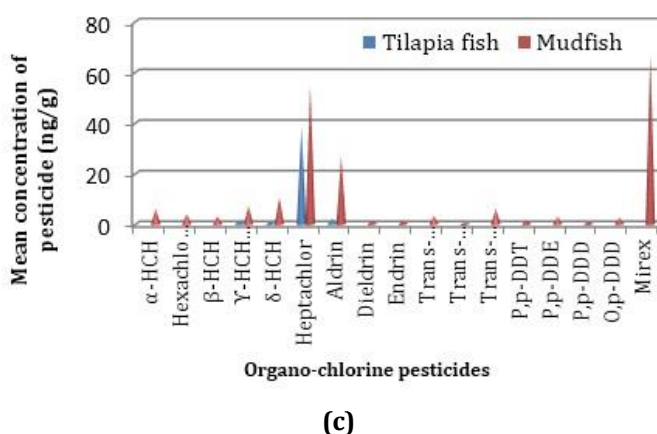 80
60
40
20
0
Mean concentration of
pesticide (ng/g)
Tilapia fish
Mudfish
α-HCH
Hexachlo…
β-HCH
ϒ-HCH…
δ-HCH
Heptachlor
Aldrin
Dieldrin
Endrin
Trans-…
Trans-…
Trans-…
P,p-DDT
P,p-DDE
P,p-DDD
O,p-DDD
Mirex
Organo-chlorine pesticides
(c)